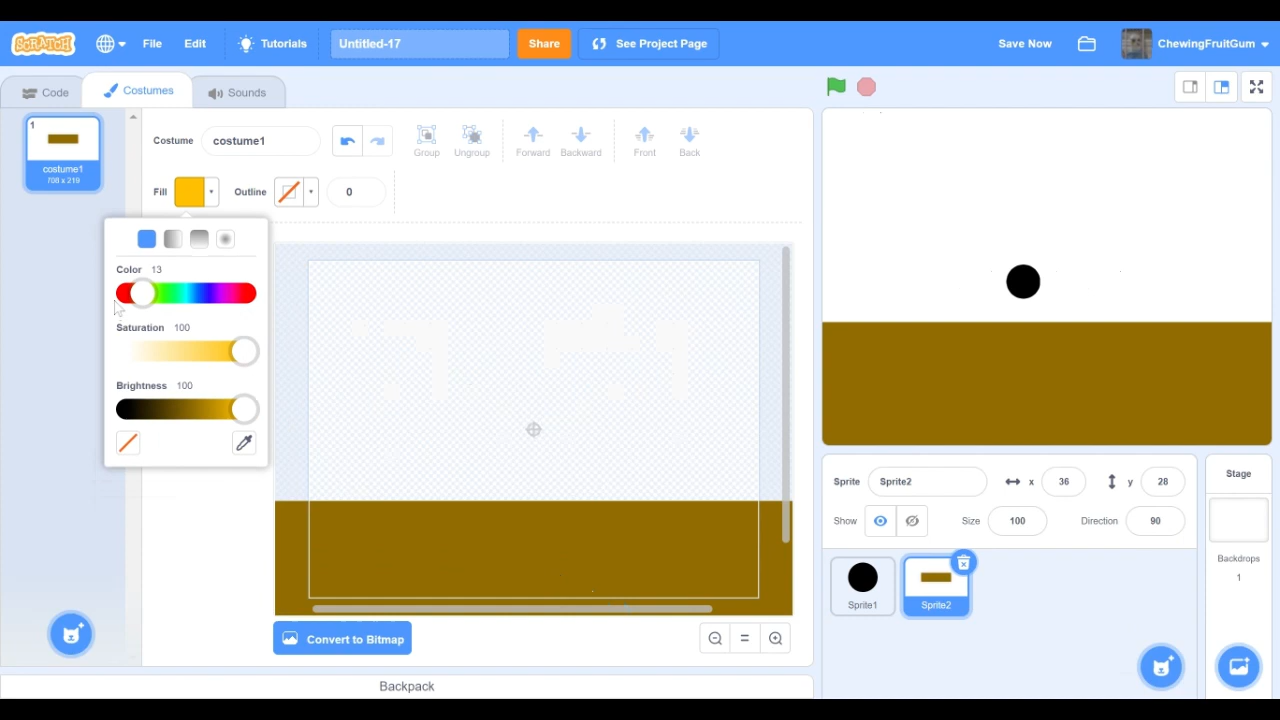 SCRATCH File Edit Tutorials Untitled-17 Share See Project Page Save Now ChewingFruitGum
Code Costumes Sounds
1
costume1
708 x 219
Costume costume1 Group Ungroup Forward Backward Front Back
Fill Outline 0
Color 13
Saturation 100
Brightness 100
Convert to Bitmap
Backpack
Sprite Sprite2 x 36 y 28
Show Size 100 Direction 90
Sprite1
Sprite2
Stage
Backdrops
1